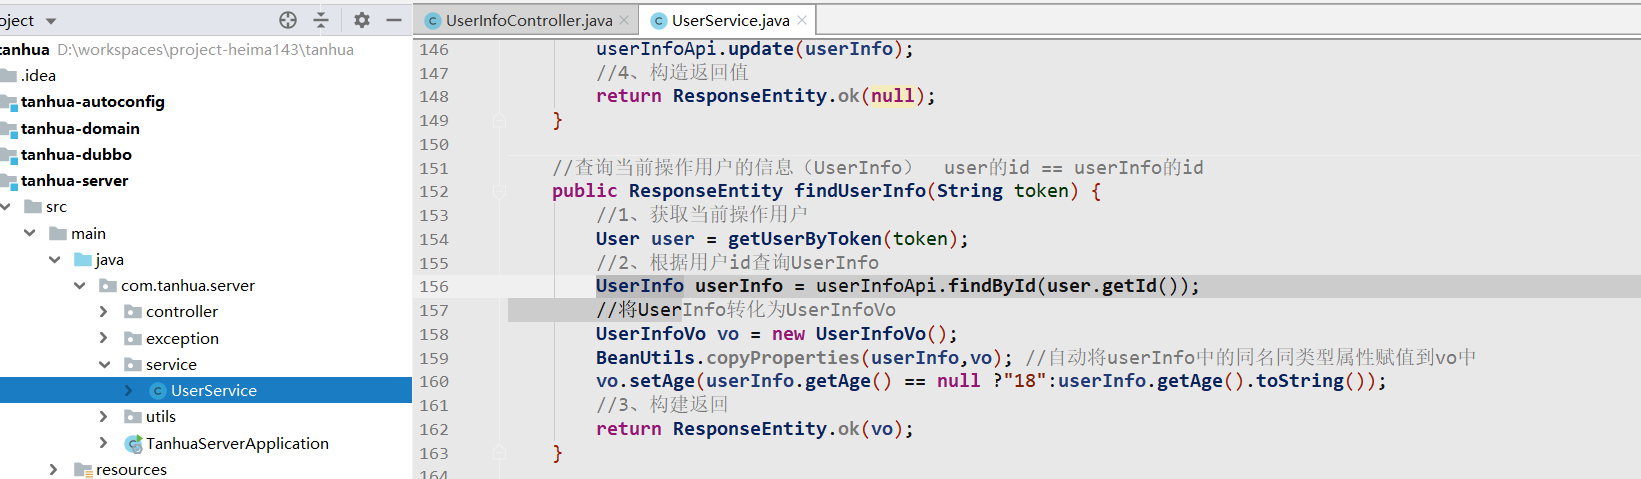 oject
tanhua D:\workspaces\project-heima143\tanhua
.idea
tanhua-autoconfig
tanhua-domain
tanhua-dubbo
tanhua-server
src
main
java
com.tanhua.server
controller
exception
service
UserService
utils
TanhuaServerApplication
resources
UserInfoController.java UserService.java
146 userInfoApi.update(userInfo);
147 //4、构造返回值
148 return ResponseEntity.ok(null);
149 }
150
151 //查询当前操作用户的信息（UserInfo） user的id == userInfo的id
152 public ResponseEntity findUserInfo(String token) {
153 //1、获取当前操作用户
154 User user = getUserByToken(token);
155 //2、根据用户id查询UserInfo
156 UserInfo userInfo = userInfoApi.findById(user.getId());
157 //将UserInfo转化为UserInfoVo
158 UserInfoVo vo = new UserInfoVo();
159 BeanUtils.copyProperties(userInfo,vo); //自动将userInfo中的同名同类型属性赋值到vo中
160 vo.setAge(userInfo.getAge() == null ?"18":userInfo.getAge().toString());
161 //3、构建返回
162 return ResponseEntity.ok(vo);
163 }
164